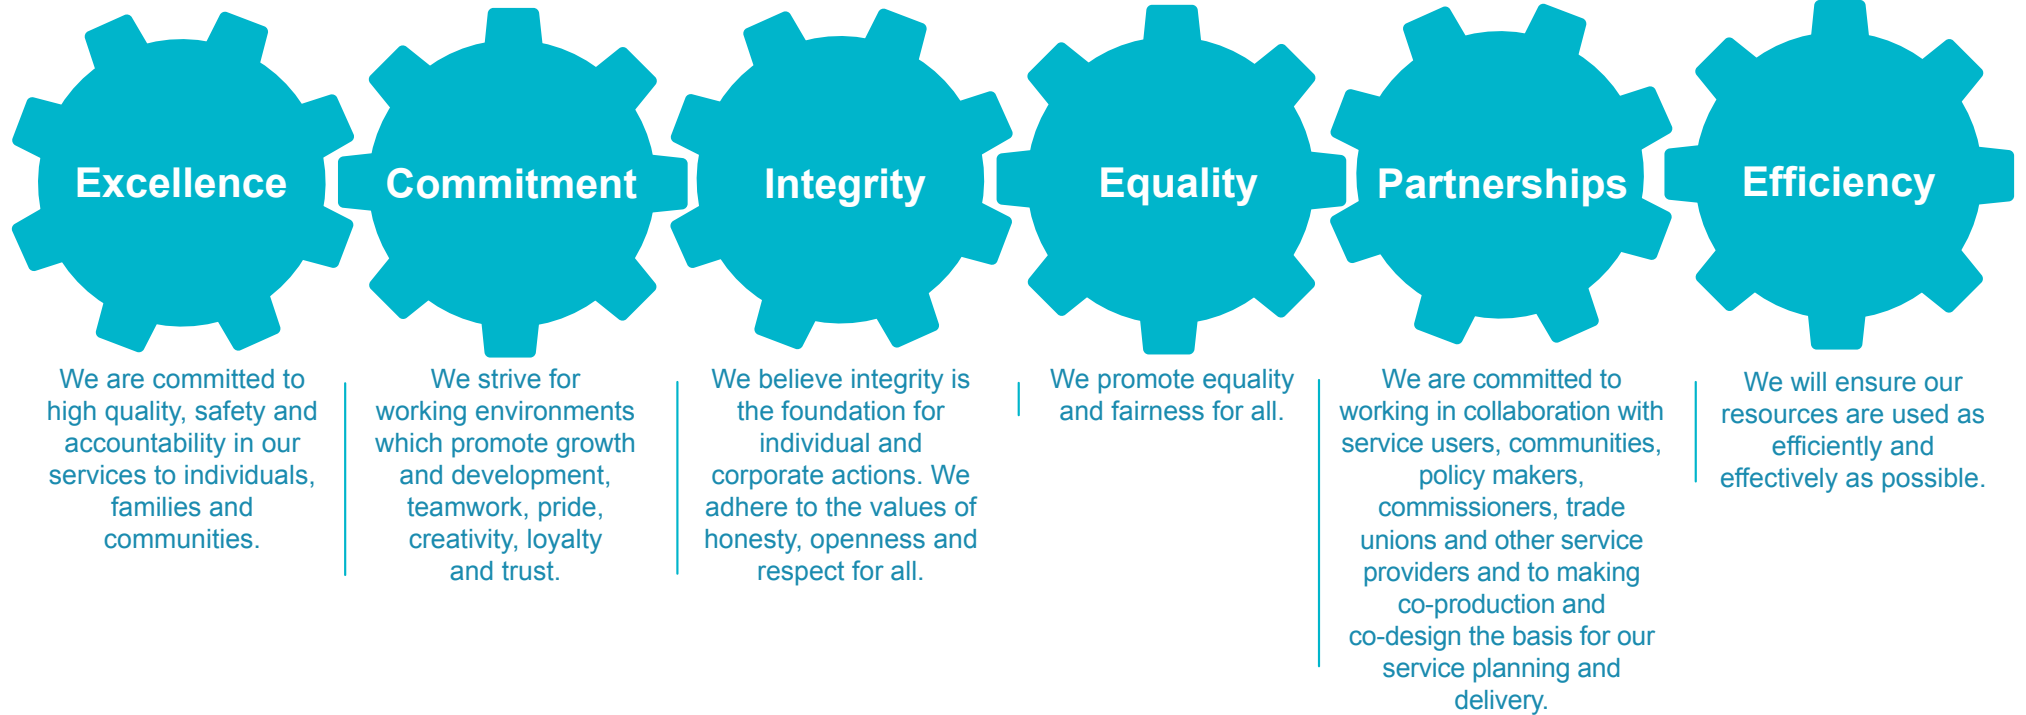 Excellence
We are committed to
high quality, safety and
accountability in our
services to individuals,
families and
communities.
Commitment
We strive for
working environments
which promote growth
and development,
teamwork, pride,
creativity, loyalty
and trust.
Integrity
We believe integrity is
the foundation for
individual and
corporate actions. We
adhere to the values of
honesty, openness and
respect for all.
Equality
We promote equality
and fairness for all.
Partnerships
We are committed to
working in collaboration with
service users, communities,
policy makers,
commissioners, trade
unions and other service
providers and to making
co-production and
co-design the basis for our
service planning and
delivery.
Efficiency
We will ensure our
resources are used as
efficiently and
effectively as possible.